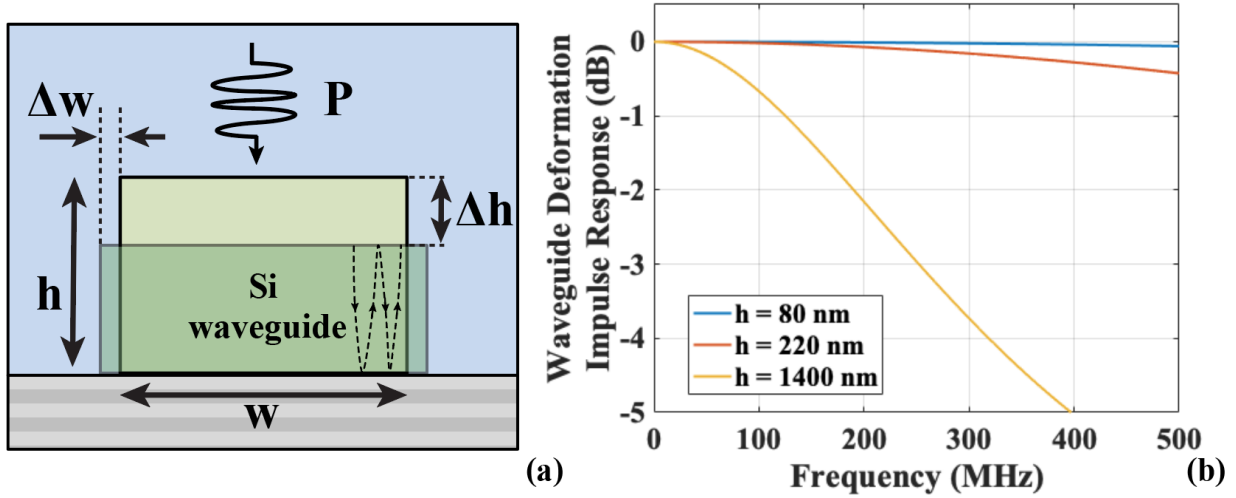 Δw
P
Δh
h
Si
waveguide
w
(a)
Waveguide Deformation
Impulse Response (dB)
0
-1
-2
-3
-4
-5
h = 80 nm
h = 220 nm
h = 1400 nm
0 100 200 300 400 500
Frequency (MHz)
(b)